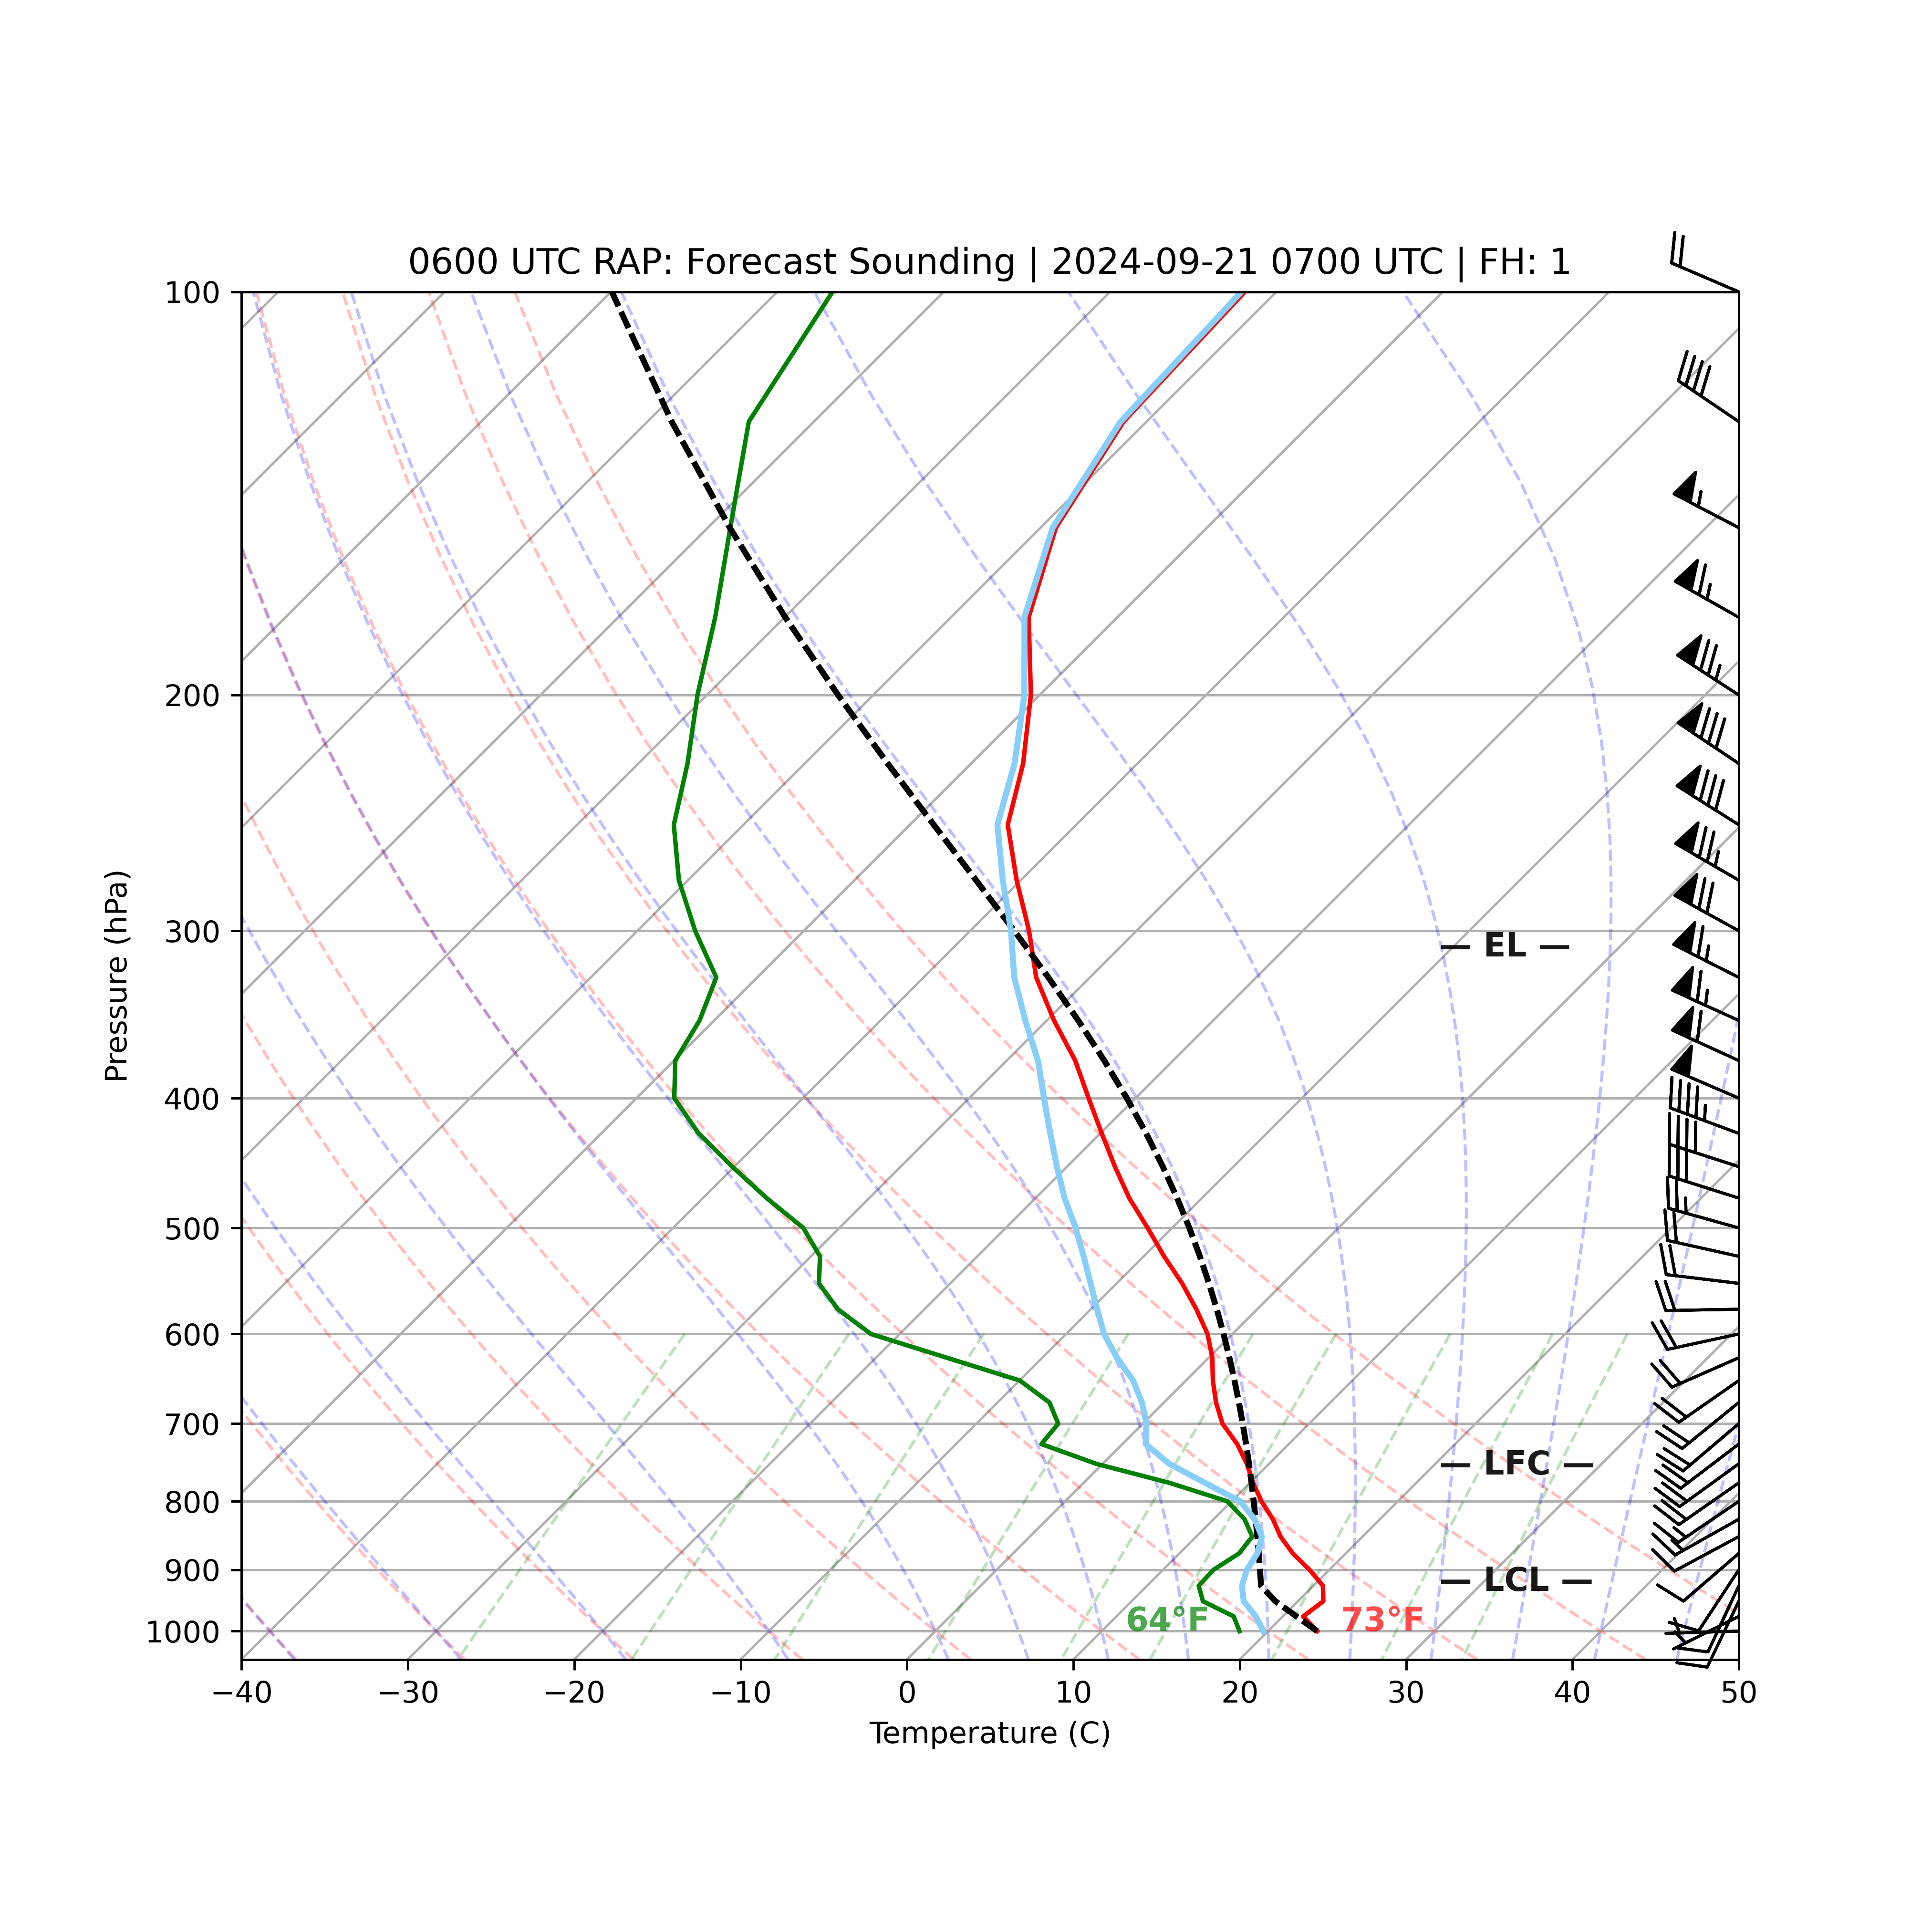 0600 UTC RAP: Forecast Sounding | 2024-09-21 0700 UTC | FH: 1
100
200
300
400
500
600
700
800
900
1000
Pressure (hPa)
— EL —
— LFC —
— LCL —
64°F
73°F
−40 −30 −20 −10 0 10 20 30 40 50
Temperature (C)